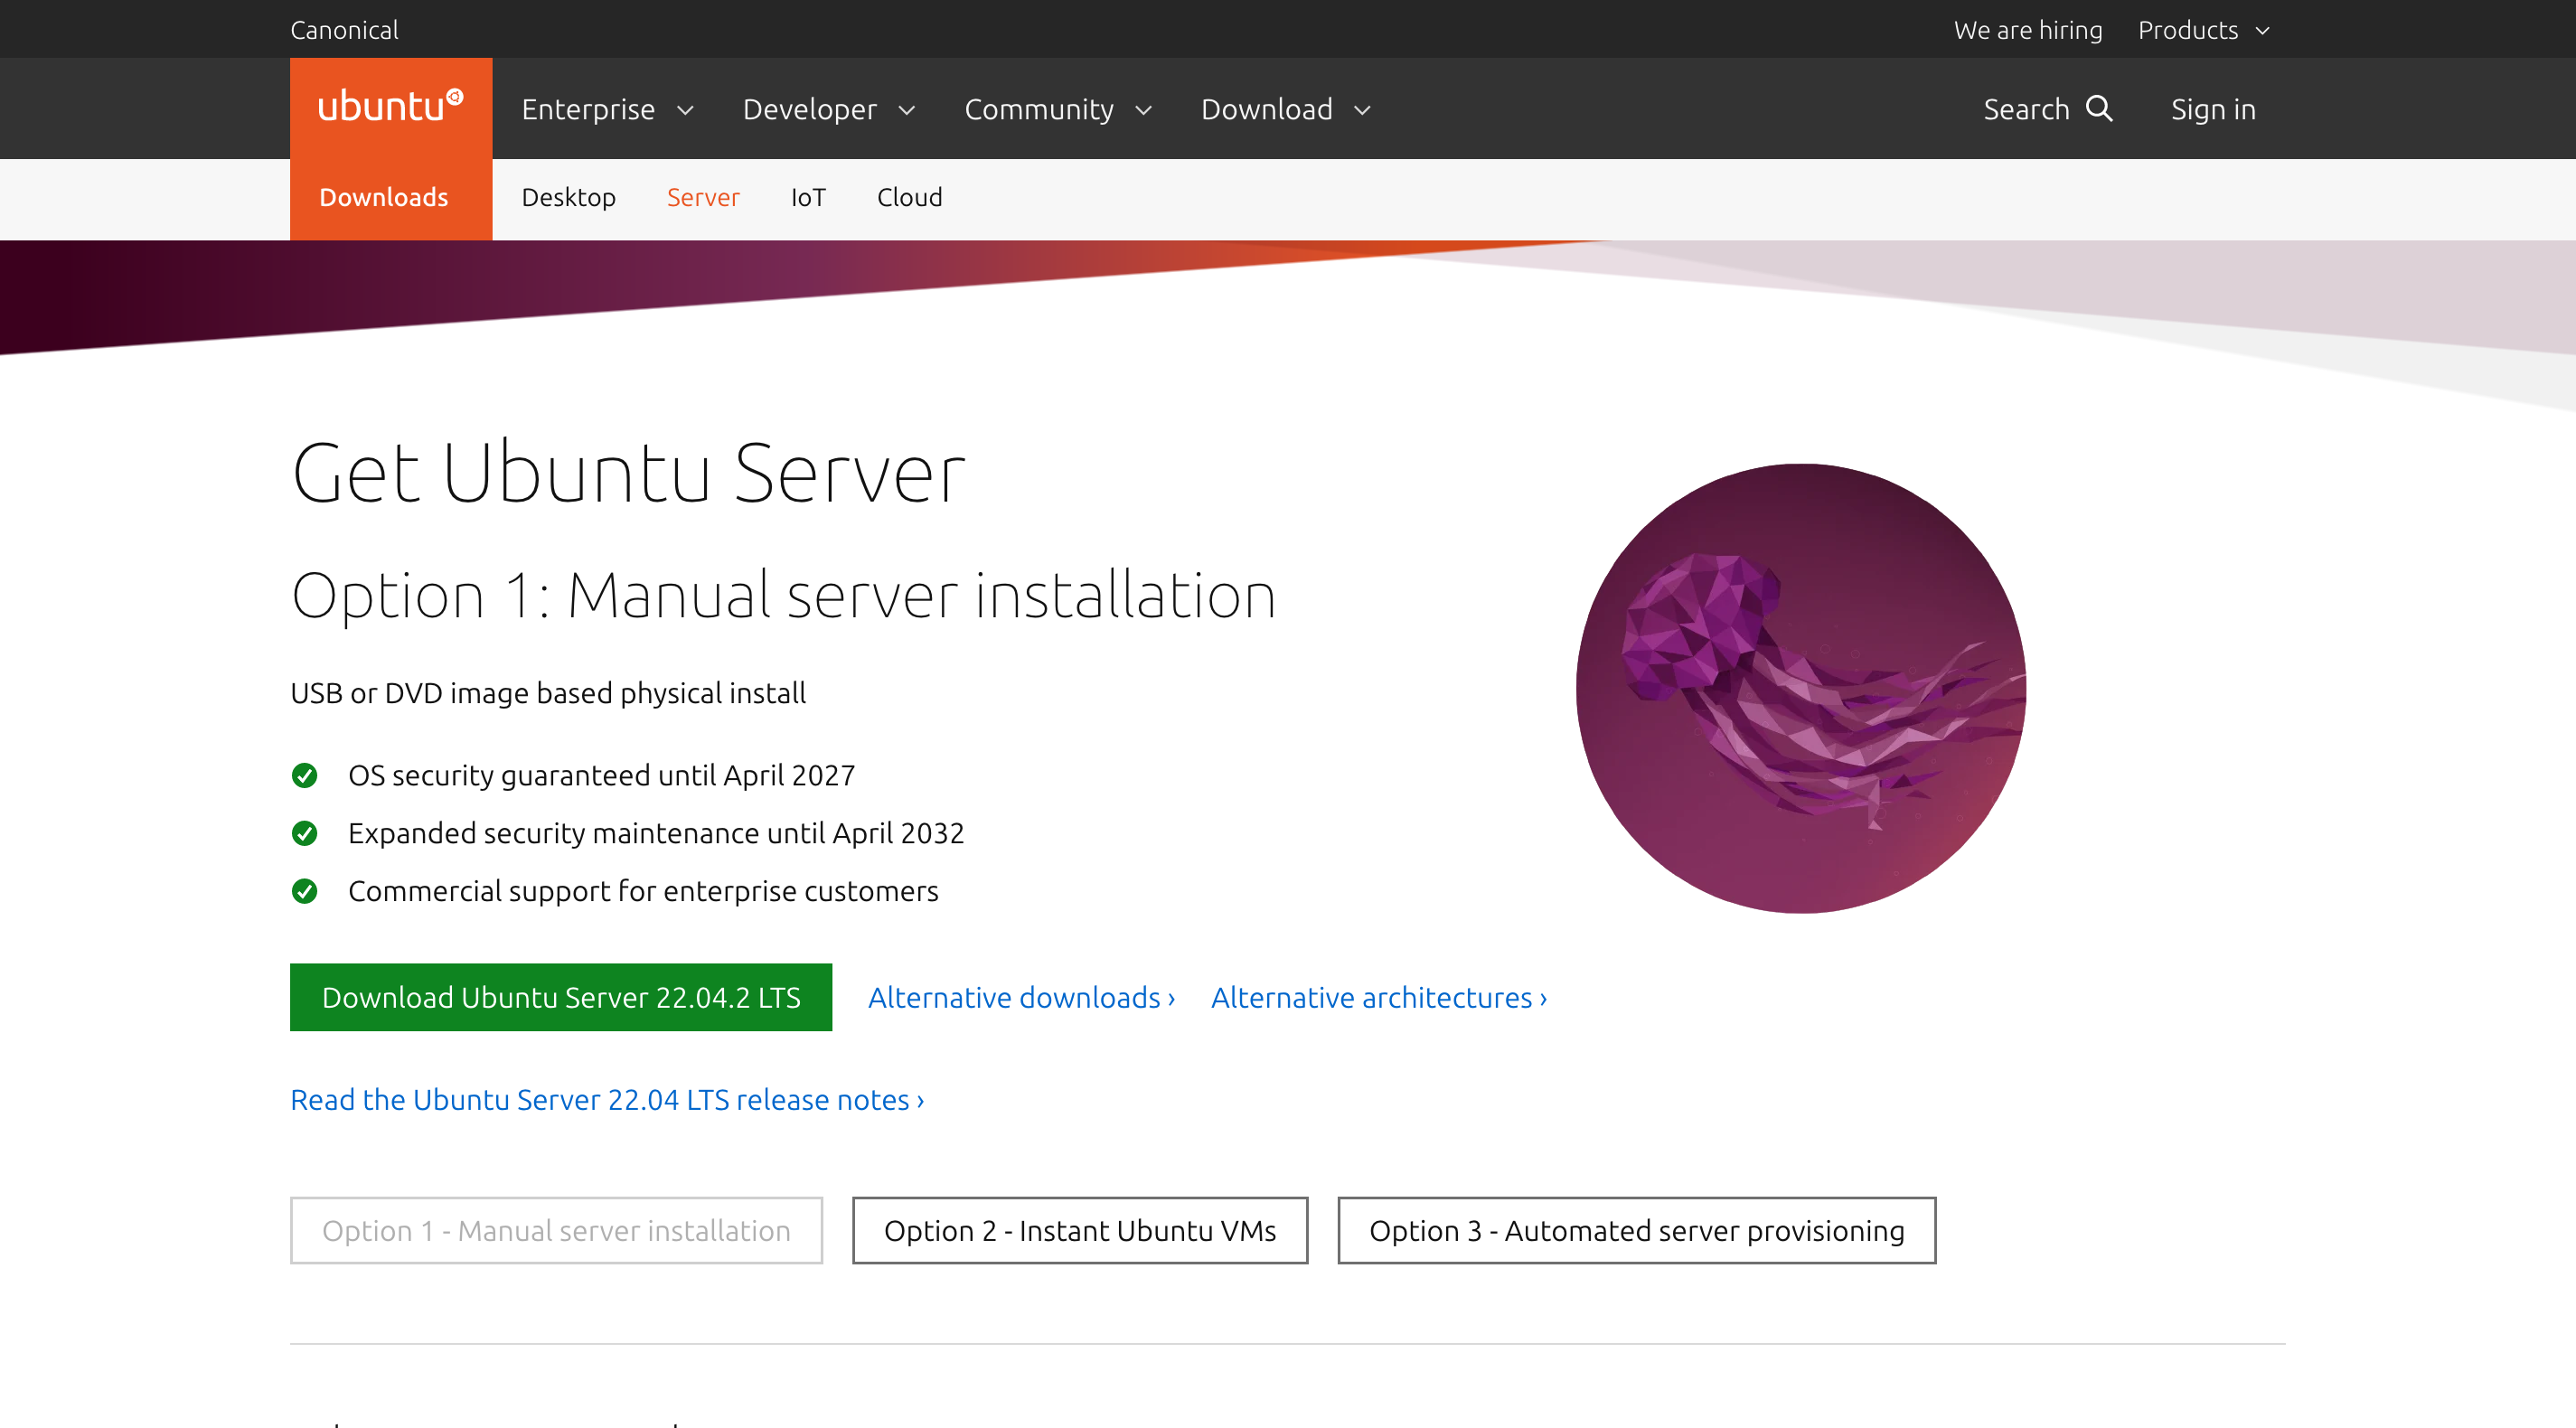 Canonical
We are hiring Products
ubuntu Enterprise Developer Community Download Search Sign in
Downloads Desktop Server IoT Cloud
Get Ubuntu Server
Option 1: Manual server installation
USB or DVD image based physical install
OS security guaranteed until April 2027
Expanded security maintenance until April 2032
Commercial support for enterprise customers
Download Ubuntu Server 22.04.2 LTS Alternative downloads › Alternative architectures ›
Read the Ubuntu Server 22.04 LTS release notes ›
Option 1 - Manual server installation Option 2 - Instant Ubuntu VMs Option 3 - Automated server provisioning